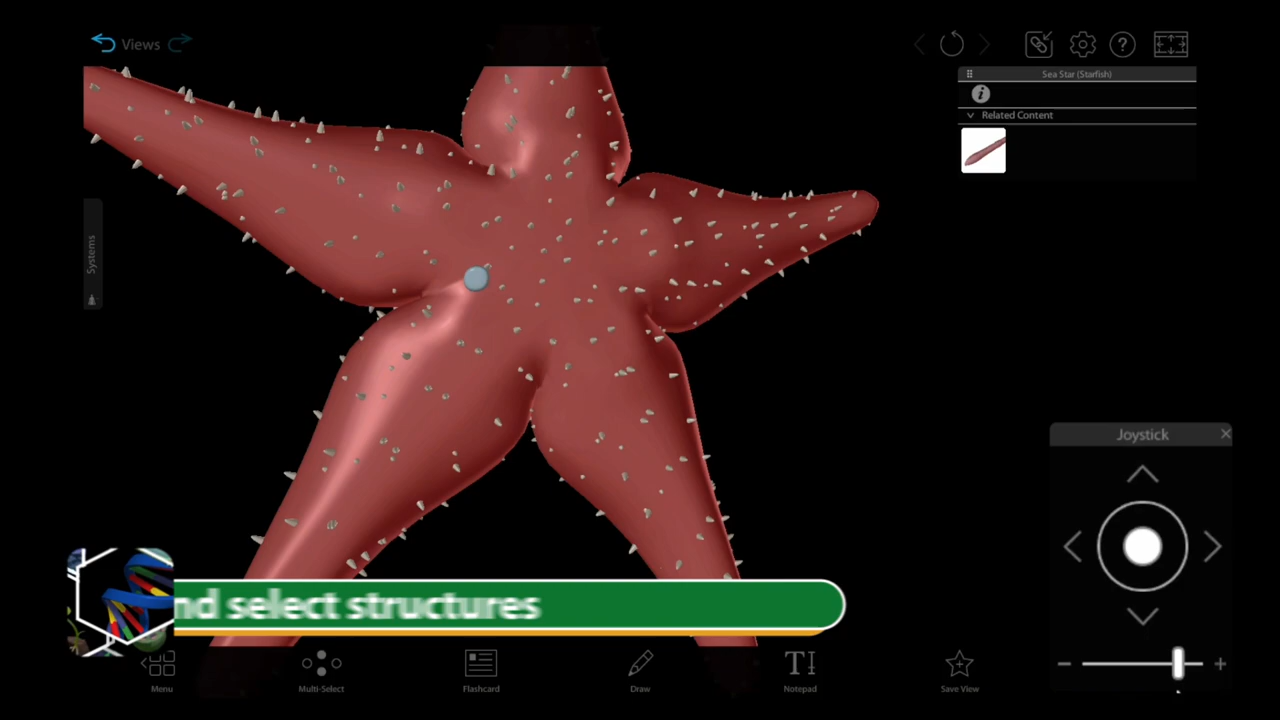 Views
Sea Star (Starfish)
Related Content
Systems
Joystick
nd select structures
Menu
Multi-Select
Flashcard
Draw
Notepad
Save View